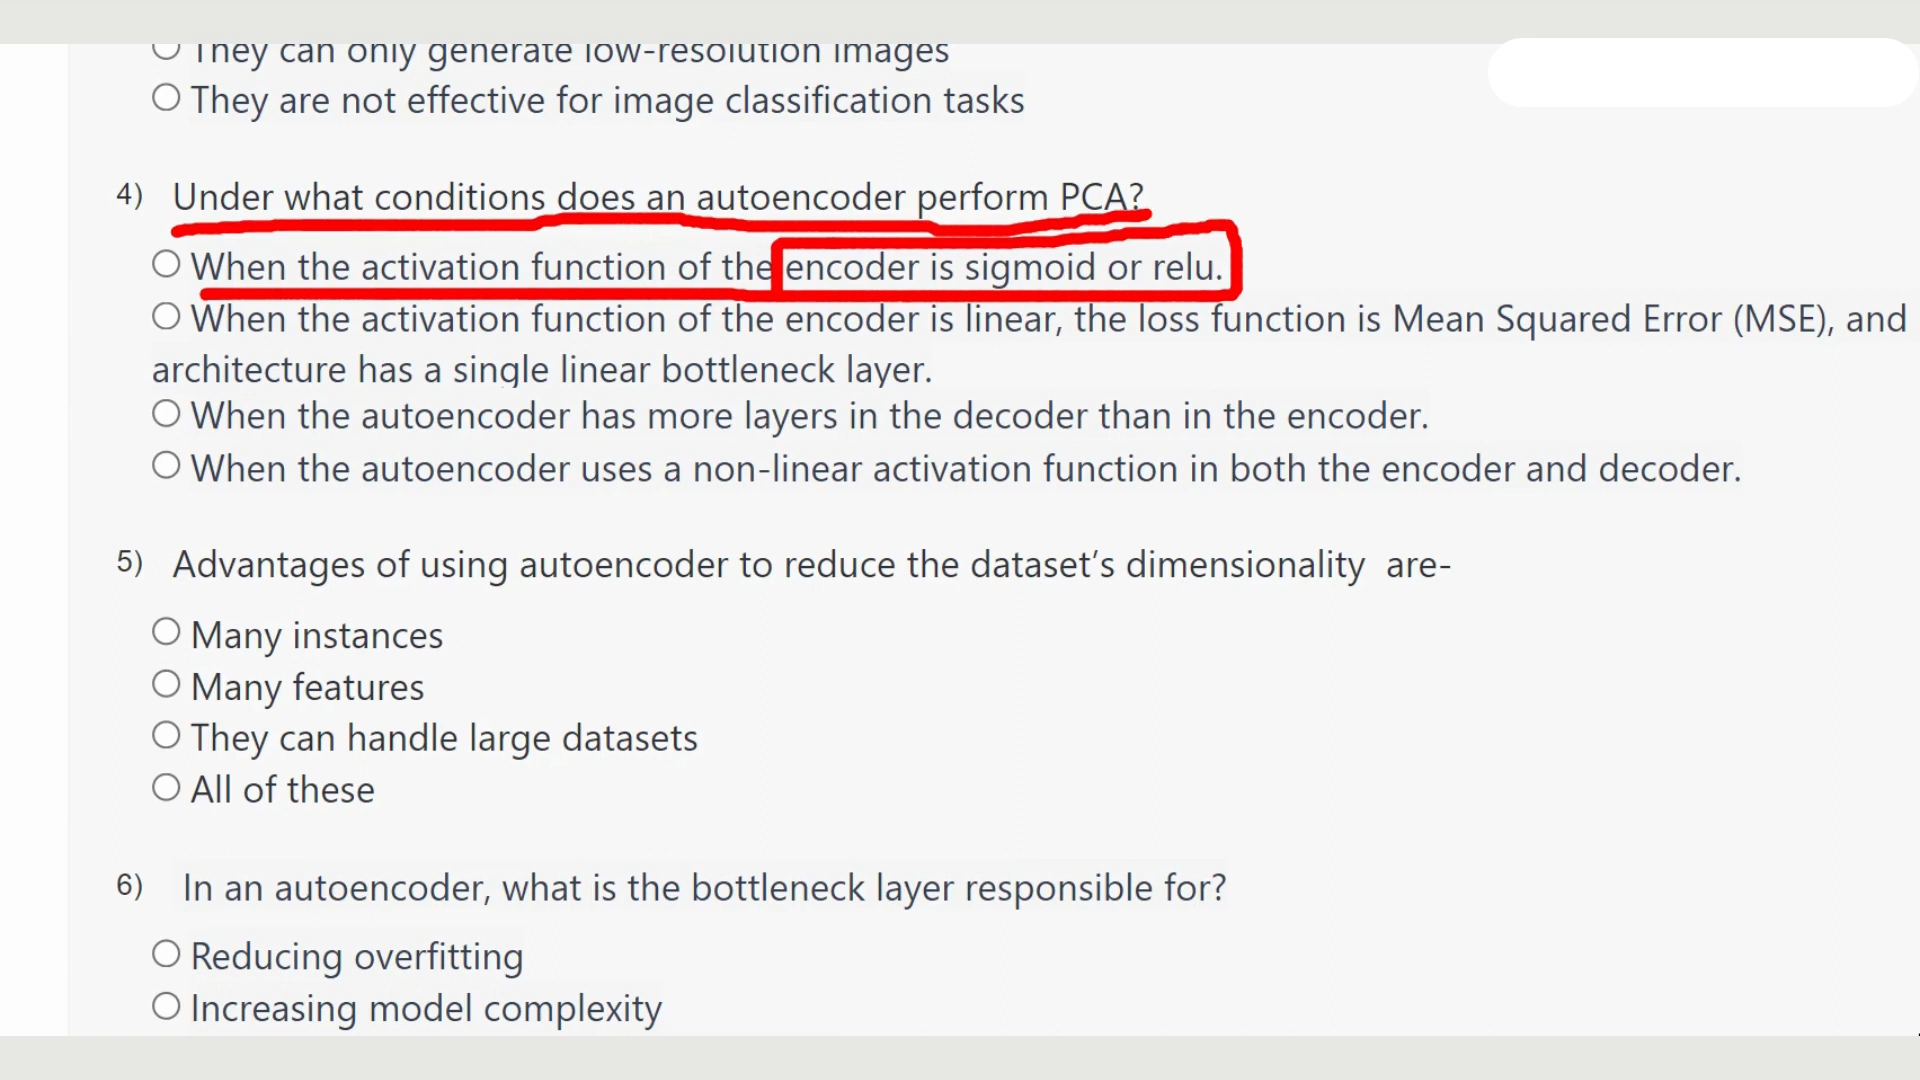 They can only generate low-resolution images
They are not effective for image classification tasks
4) Under what conditions does an autoencoder perform PCA?
When the activation function of the encoder is sigmoid or relu.
When the activation function of the encoder is linear, the loss function is Mean Squared Error (MSE), and
architecture has a single linear bottleneck layer.
When the autoencoder has more layers in the decoder than in the encoder.
When the autoencoder uses a non-linear activation function in both the encoder and decoder.
5) Advantages of using autoencoder to reduce the dataset’s dimensionality are-
Many instances
Many features
They can handle large datasets
All of these
6) In an autoencoder, what is the bottleneck layer responsible for?
Reducing overfitting
Increasing model complexity